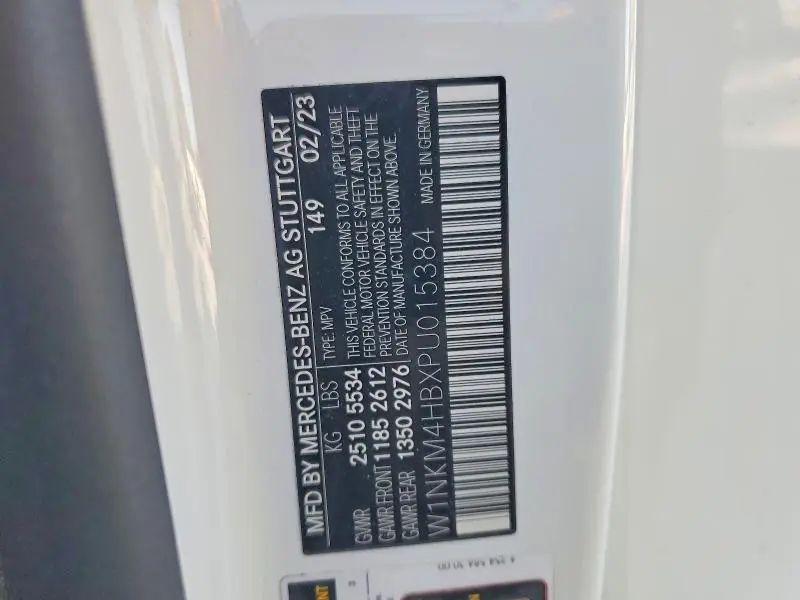 MFD BY MERCEDES-BENZ AG STUTTGART
KG LBS 149 02/23
TYPE: MPV
GVWR 2510 5534
GAWR FRONT 1185 2612
GAWR REAR 1350 2976
THIS VEHICLE CONFORMS TO ALL APPLICABLE
FEDERAL MOTOR VEHICLE SAFETY AND THEFT
PREVENTION STANDARDS IN EFFECT ON THE
DATE OF MANUFACTURE SHOWN ABOVE.
W1NKM4HBXPU015384 MADE IN GERMANY